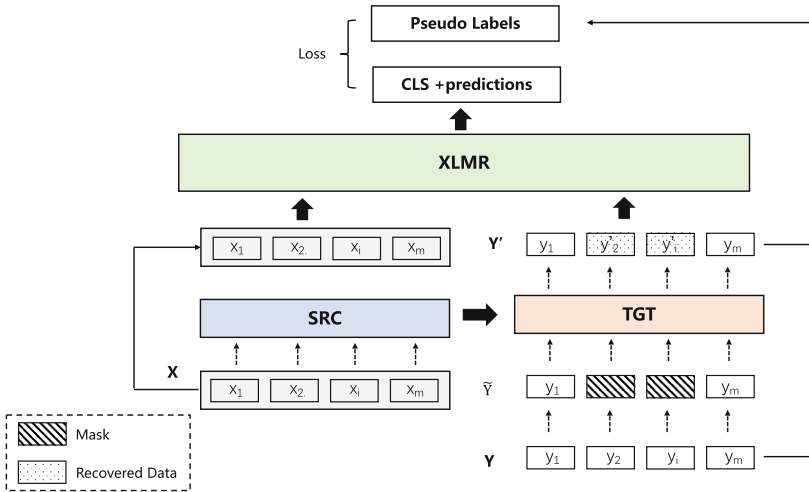 Pseudo Labels
Loss
CLS +predictions
XLMR
x₁ x₂. xᵢ xₘ
Y’ y₁ y’₂ y’ᵢ yₘ
SRC
TGT
X
x₁ x₂. xᵢ xₘ
Ỹ y₁ yₘ
Mask
Recovered Data
Y y₁ y₂ yᵢ yₘ